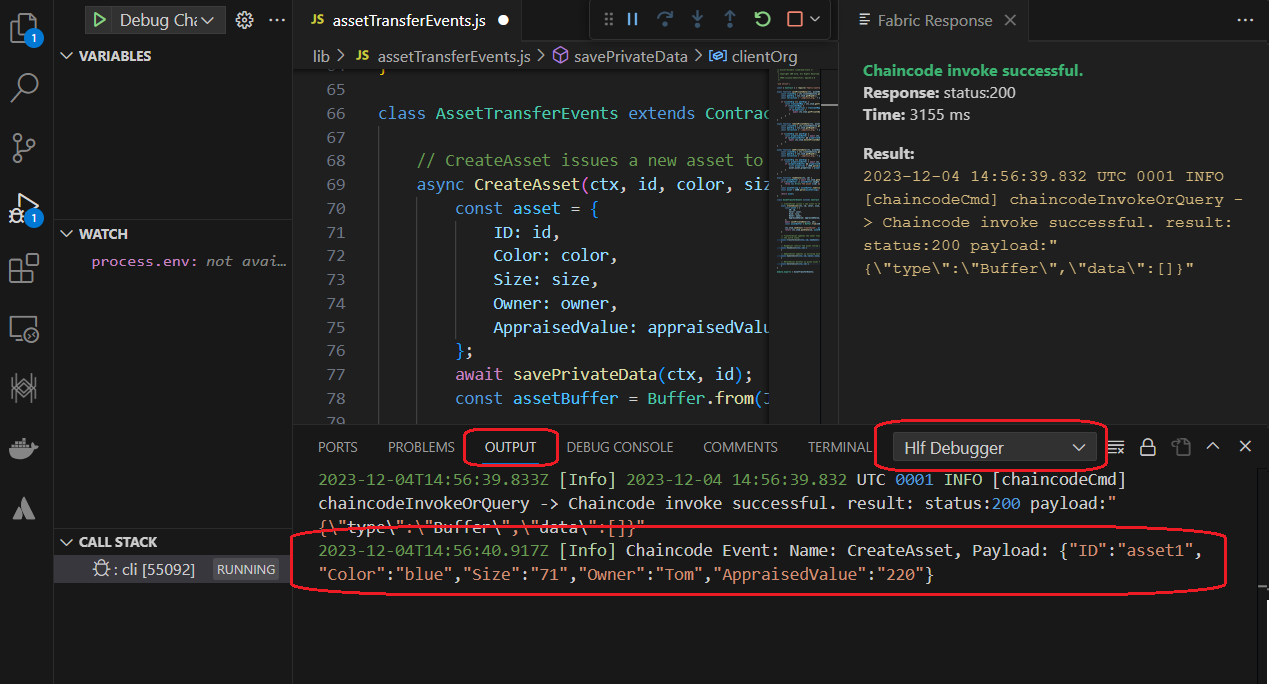 Debug Cha
VARIABLES
WATCH
process.env: not avai…
CALL STACK
: cli [55092] RUNNING
1
1
JS assetTransferEvents.js
lib > JS assetTransferEvents.js > savePrivateData > clientOrg
65
66 class AssetTransferEvents extends Contrac
67
68 // CreateAsset issues a new asset to
69 async CreateAsset(ctx, id, color, siz
70 const asset = {
71 ID: id,
72 Color: color,
73 Size: size,
74 Owner: owner,
75 AppraisedValue: appraisedValu
76 };
77 await savePrivateData(ctx, id);
78 const assetBuffer = Buffer.from(J
79
Fabric Response
Chaincode invoke successful.
Response: status:200
Time: 3155 ms
Result:
2023-12-04 14:56:39.832 UTC 0001 INFO
[chaincodeCmd] chaincodeInvokeOrQuery -
> Chaincode invoke successful. result:
status:200 payload:"
{\"type\":\"Buffer\",\"data\":[]}"
PORTS PROBLEMS OUTPUT DEBUG CONSOLE COMMENTS TERMINAL Hlf Debugger
2023-12-04T14:56:39.833Z [Info] 2023-12-04 14:56:39.832 UTC 0001 INFO [chaincodeCmd]
chaincodeInvokeOrQuery -> Chaincode invoke successful. result: status:200 payload:"
{\"type\":\"Buffer\",\"data\":[]}"
2023-12-04T14:56:40.917Z [Info] Chaincode Event: Name: CreateAsset, Payload: {"ID":"asset1",
"Color":"blue","Size":"71","Owner":"Tom","AppraisedValue":"220"}